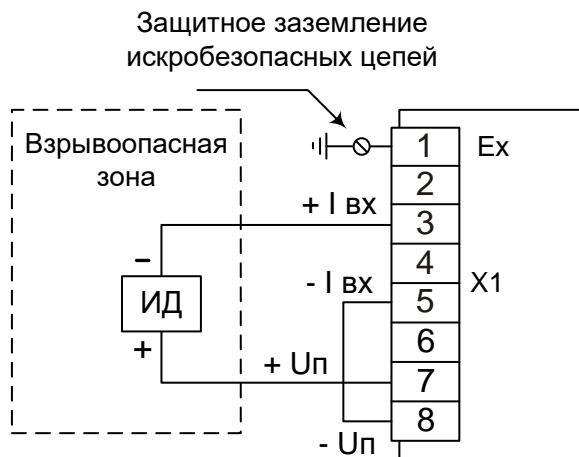 Защитное заземление
искробезопасных цепей
Взрывоопасная
зона
1
Ex
2
+ I вх
3
4
–
ИД
+
- I вх
5
X1
6
+ Uп
7
8
- Uп